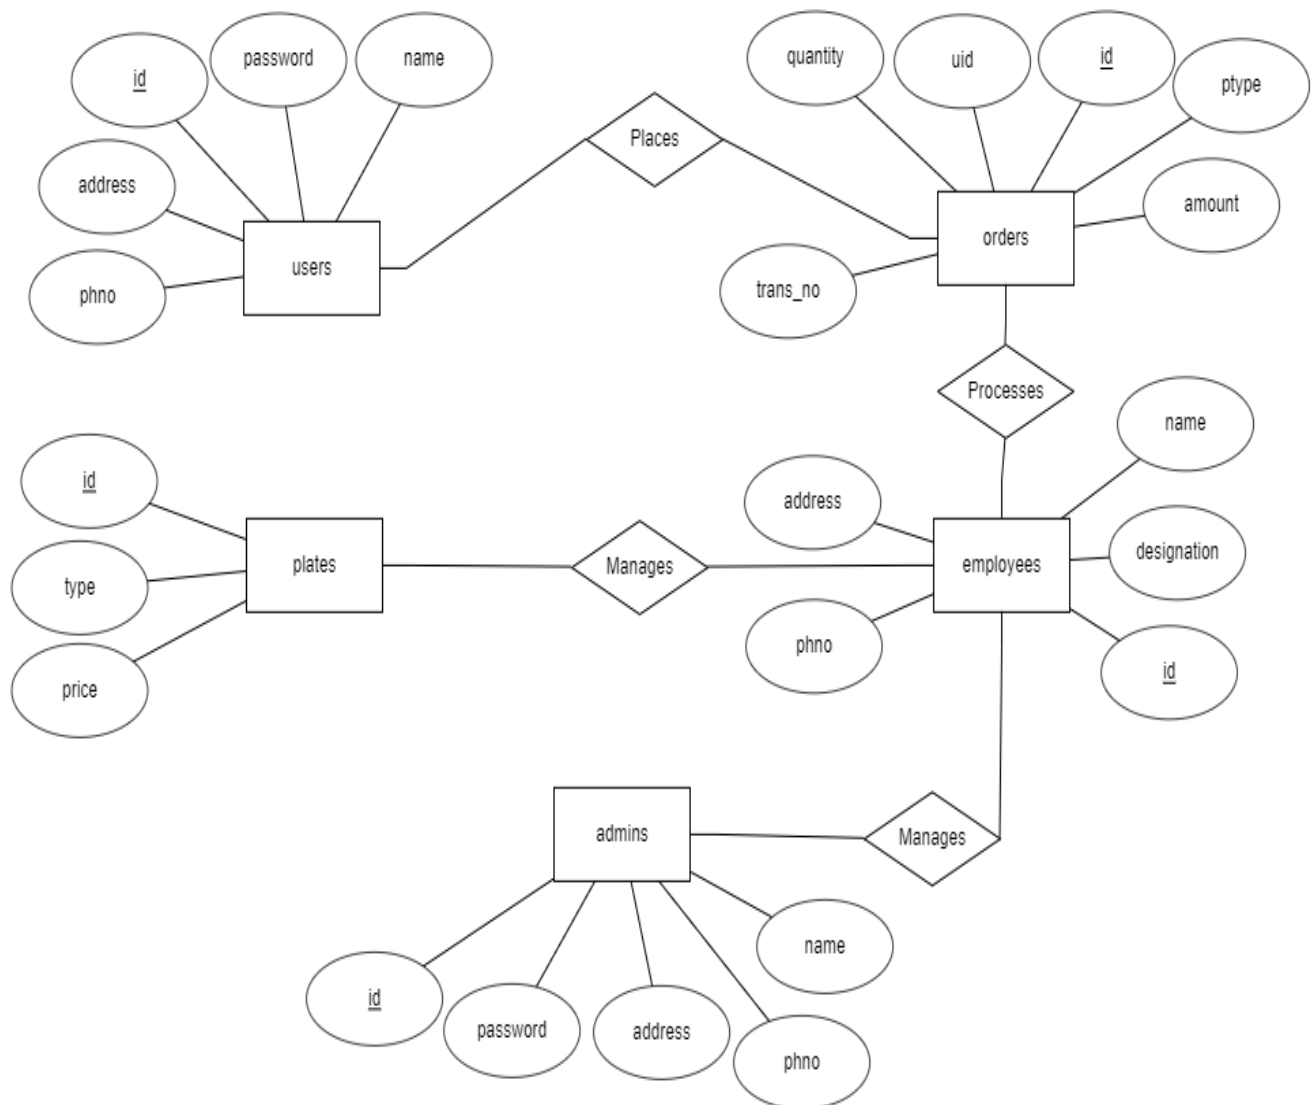 id
password
name
address
users
phno
Places
quantity
uid
id
ptype
amount
orders
trans_no
Processes
id
type
plates
price
Manages
name
address
designation
employees
phno
id
admins
Manages
name
id
password
address
phno